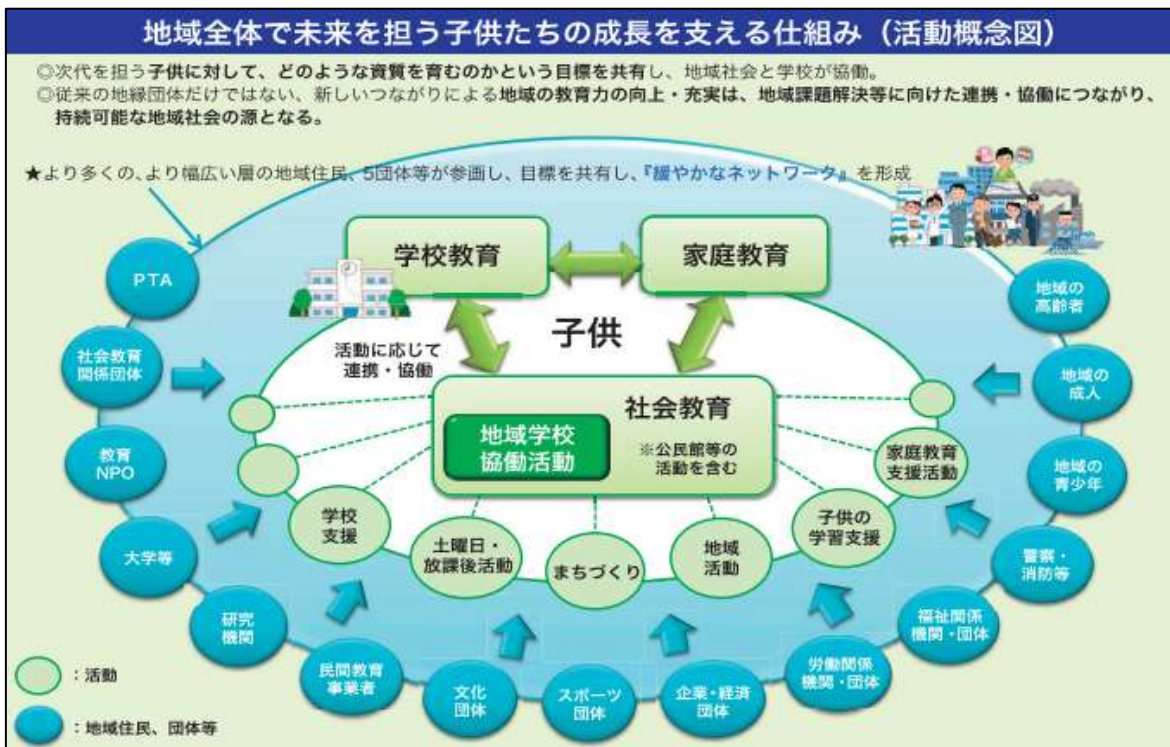 地域全体で未来を担う子供たちの成長を支える仕組み（活動概念図）
◎次代を担う子供に対して、どのような資質を育むのかという目標を共有し、地域社会と学校が協働。
◎従来の地縁団体だけではない、新しいつながりによる地域の教育力の向上・充実は、地域課題解決等に向けた連携・協働につながり、
持続可能な地域社会の源となる。
★より多くの、より幅広い層の地域住民、5団体等が参画し、目標を共有し、『緩やかなネットワーク』を形成
学校教育
家庭教育
子供
活動に応じて
連携・協働
社会教育
地域学校
協働活動
※公民館等の
活動を含む
PTA
社会教育
関係団体
教育
NPO
大学等
研究
機関
民間教育
事業者
文化
団体
スポーツ
団体
企業・経済
団体
労働関係
機関・団体
福祉関係
機関・団体
警察・
消防等
地域の
青少年
地域の
成人
地域の
高齢者
学校
支援
土曜日・
放課後活動
まちづくり
地域
活動
子供の
学習支援
家庭教育
支援活動
：活動
：地域住民、団体等